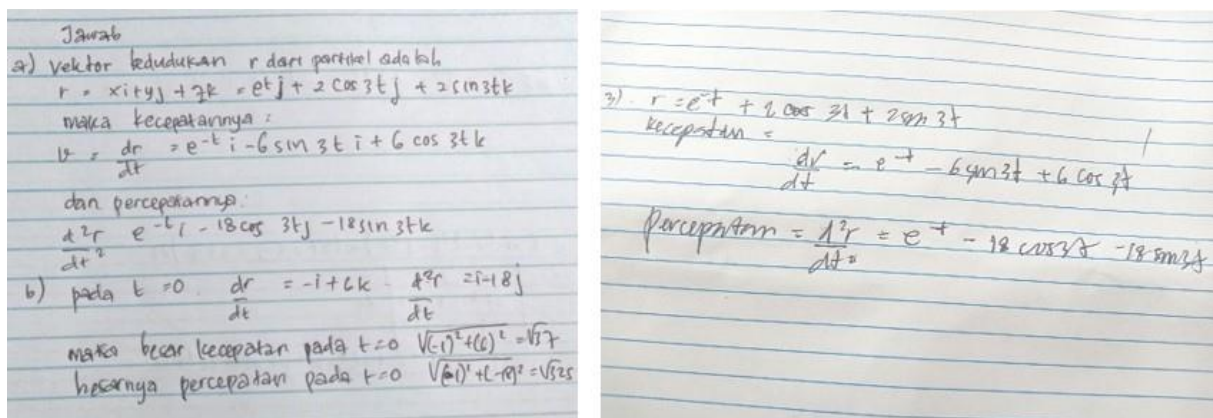 Jawab
a) vektor kedudukan r dari partikel adalah
r = xi+yj + zk = e^t j + 2 cos 3t j + 2 sin 3t k
maka kecepatannya :
v = dr/dt = e^-t i - 6 sin 3t i + 6 cos 3t k
dan percepatannya.
d²r/dt² e^-t i - 18 cos 3t j - 18 sin 3t k
b) pada t = 0. dr/dt = -i + 6k . d²r/dt = i - 18 j
maka besar kecepatan pada t=0 √(-1)²+(6)² = √37
besarnya percepatan pada t=0 = √325
3). r = e^-t + 2 cos 3t + 2 sin 3t
kecepatan =
dr/dt = e^-t - 6 sin 3t + 6 cos 3t
percepatan = d²r/dt² = e^-t - 18 cos 3t - 18 sin 3t